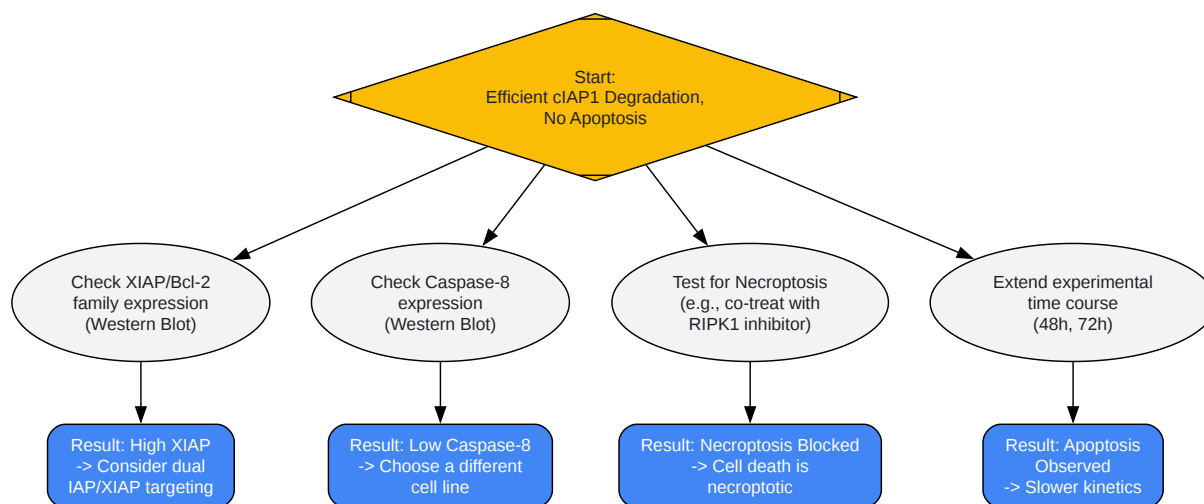 Start:
Efficient cIAP1 Degradation,
No Apoptosis
Check XIAP/Bcl-2
family expression
(Western Blot)
Check Caspase-8
expression
(Western Blot)
Test for Necroptosis
(e.g., co-treat with
RIPK1 inhibitor)
Extend experimental
time course
(48h, 72h)
Result: High XIAP
-> Consider dual
IAP/XIAP targeting
Result: Low Caspase-8
-> Choose a different
cell line
Result: Necroptosis Blocked
-> Cell death is
necroptotic
Result: Apoptosis
Observed
-> Slower kinetics